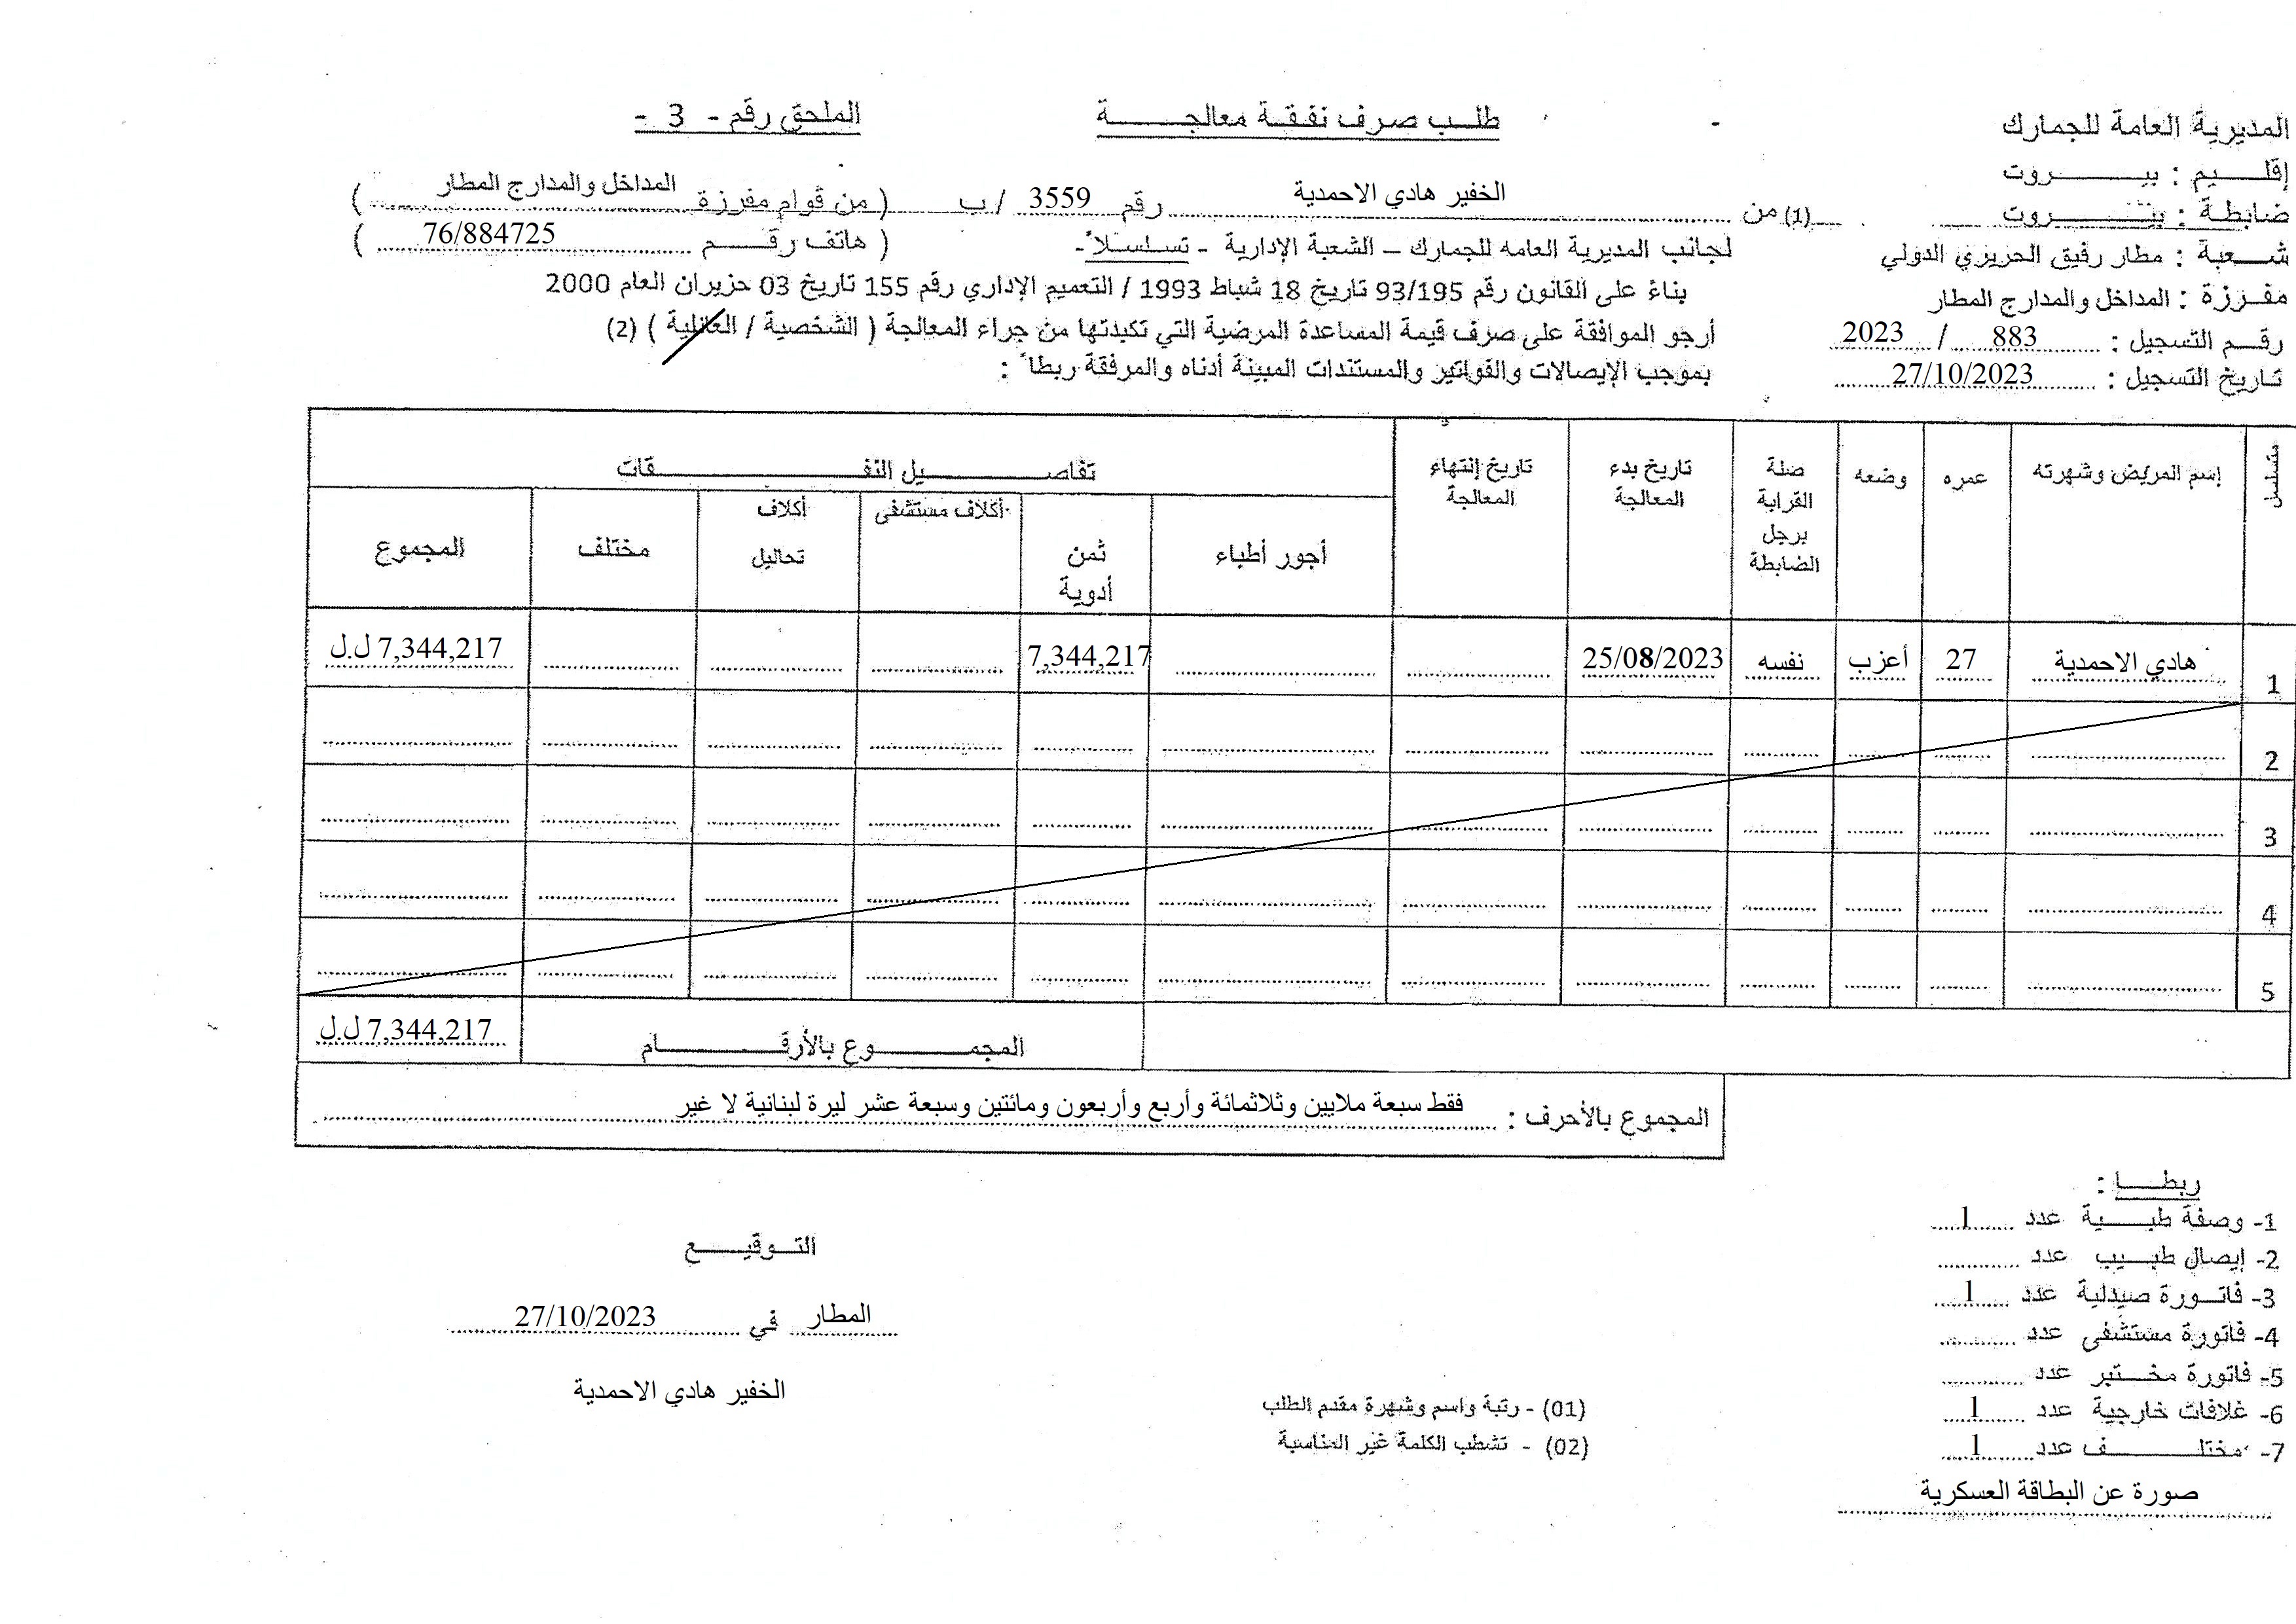 المديرية العامة للجمارك
إقليم : بيروت
ضابطة : بيروت
شعبة : مطار رفيق الحريري الدولي
مفرزة : المداخل والمدارج المطار
رقم التسجيل : 883 / 2023
تاريخ التسجيل : 27/10/2023
طلب صرف نفقة معالجة
الملحق رقم - 3 -
(1) من الخفير هادي الاحمدية رقم 3559 / ب ( من قوام مفرزة المداخل والمدارج المطار )
لجانب المديرية العامه للجمارك – الشعبة الإدارية - تسلسلاً - ( هاتف رقم 76/884725 )
بناءً على القانون رقم 93/195 تاريخ 18 شباط 1993 / التعميم الإداري رقم 155 تاريخ 03 حزيران العام 2000
أرجو الموافقة على صرف قيمة المساعدة المرضية التي تكبدتها من جراء المعالجة ( الشخصية / العائلية ) (2)
بموجب الإيصالات والفواتير والمستندات المبينة أدناه والمرفقة ربطاً :
متسلسل إسم المريض وشهرته عمره وضعه صلة القرابة برجل الضابطة تاريخ بدء المعالجة تاريخ إنتهاء المعالجة تفاصيل النفقات
أجور أطباء ثمن أدوية أكلاف مستشفى أكلاف تحاليل مختلف المجموع
1 هادي الاحمدية 27 أعزب نفسه 25/08/2023 7,344,217 7,344,217 ل.ل
2
3
4
5
المجموع بالأرقام 7,344,217 ل.ل
المجموع بالأحرف : فقط سبعة ملايين وثلاثمائة وأربع وأربعون ومائتين وسبعة عشر ليرة لبنانية لا غير
ربطا :
1- وصفة طبية عدد 1
2- إيصال طبيب عدد
3- فاتورة صيدلية عدد 1
4- فاتورة مستشفى عدد
5- فاتورة مختبر عدد
6- غلافات خارجية عدد 1
7- مختلف عدد 1
صورة عن البطاقة العسكرية
التوقيع
المطار في 27/10/2023
الخفير هادي الاحمدية
(01) - رتبة واسم وشهرة مقدم الطلب
(02) - تشطب الكلمة غير المناسبة